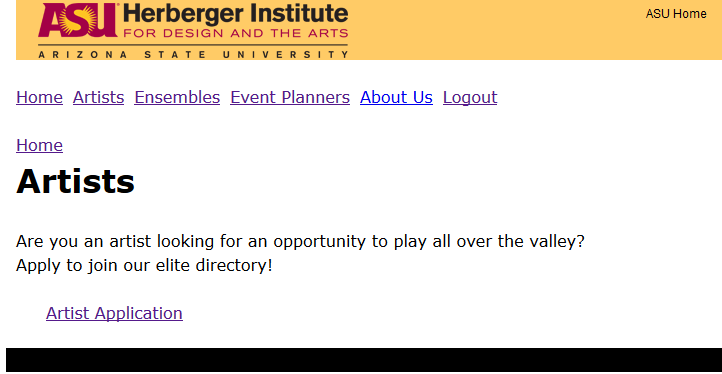 ASU Herberger Institute
FOR DESIGN AND THE ARTS
ARIZONA STATE UNIVERSITY
ASU Home
Home Artists Ensembles Event Planners About Us Logout
Home
Artists
Are you an artist looking for an opportunity to play all over the valley?
Apply to join our elite directory!
Artist Application